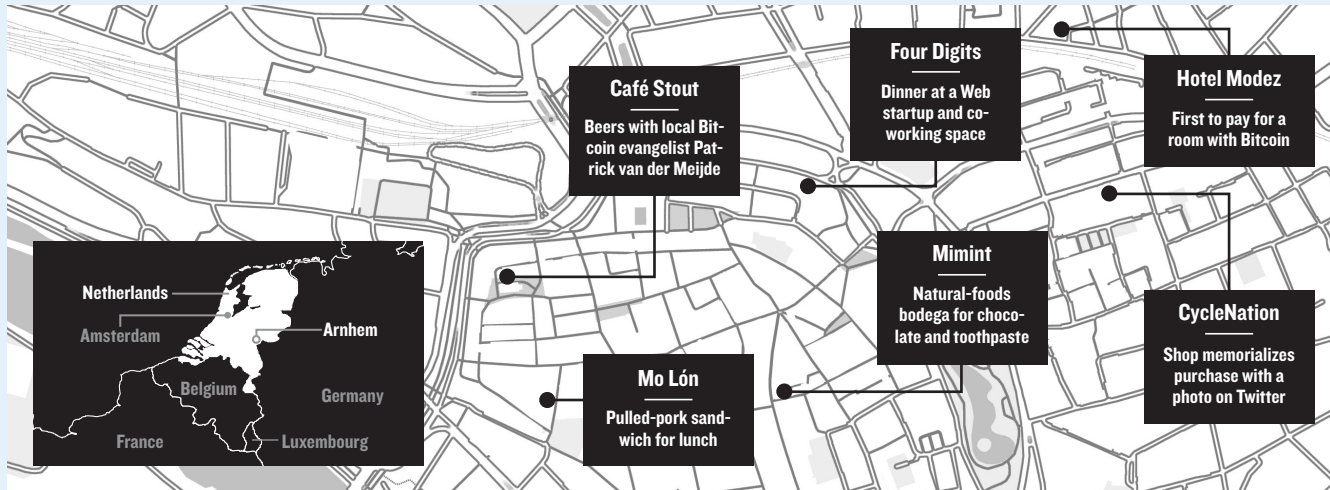 Café Stout
Beers with local Bit-
coin evangelist Pat-
rick van der Meijde
Four Digits
Dinner at a Web
startup and co-
working space
Hotel Modez
First to pay for a
room with Bitcoin
Mimint
Natural-foods
bodega for choco-
late and toothpaste
CycleNation
Shop memorializes
purchase with a
photo on Twitter
Mo Lón
Pulled-pork sand-
wich for lunch
Netherlands
Amsterdam
Arnhem
Belgium
Germany
France
Luxembourg